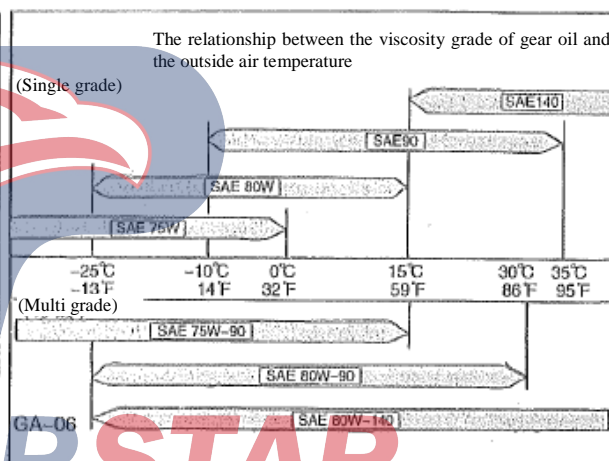 The relationship between the viscosity grade of gear oil and
the outside air temperature
(Single grade)
SAE140
SAE90
SAE 80W
SAE 75W
-25°C -10°C 0°C 15°C 30°C 35°C
-13°F 14°F 32°F 59°F 86°F 95°F
(Multi grade)
SAE 75W-90
SAE 80W-90
SAE 80W-140
GA-06
RSTAR